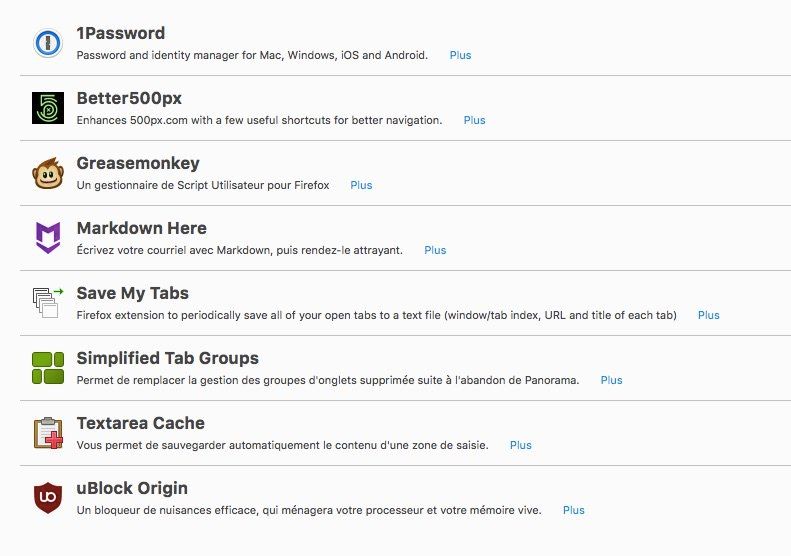 1Password
Password and identity manager for Mac, Windows, iOS and Android. Plus
Better500px
Enhances 500px.com with a few useful shortcuts for better navigation. Plus
Greasemonkey
Un gestionnaire de Script Utilisateur pour Firefox Plus
Markdown Here
Écrivez votre courriel avec Markdown, puis rendez-le attrayant. Plus
Save My Tabs
Firefox extension to periodically save all of your open tabs to a text file (window/tab index, URL and title of each tab) Plus
Simplified Tab Groups
Permet de remplacer la gestion des groupes d'onglets supprimée suite à l'abandon de Panorama. Plus
Textarea Cache
Vous permet de sauvegarder automatiquement le contenu d'une zone de saisie. Plus
uBlock Origin
Un bloqueur de nuisances efficace, qui ménagera votre processeur et votre mémoire vive. Plus